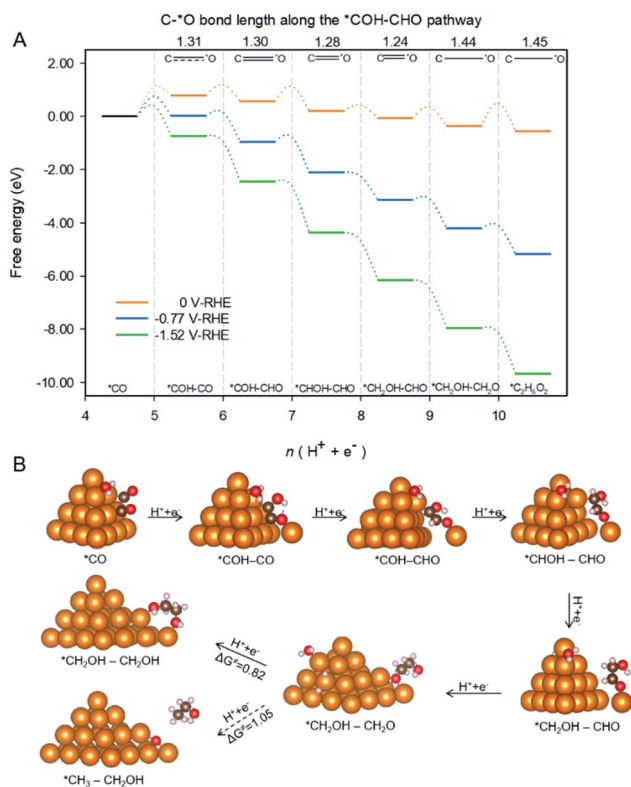 C-*O bond length along the *COH-CHO pathway
A
1.31 1.30 1.28 1.24 1.44 1.45
C *O C *O C *O C *O C *O C *O
2.00
0.00
-2.00
-4.00
-6.00
-8.00
-10.00
Free energy (eV)
0 V-RHE
-0.77 V-RHE
-1.52 V-RHE
*CO *COH-CO *COH-CHO *CHOH-CHO *CH₂OH-CHO *CH₂OH-CH₂O *C₂H₆O₂
4 5 6 7 8 9 10
n (H⁺ + e⁻)
B
H⁺+e⁻ H⁺+e⁻ H⁺+e⁻
*CO *COH–CO *COH–CHO *CHOH – CHO
H⁺+e⁻
*CH₂OH – CH₂OH
H⁺+e⁻
ΔG≠=0.82
H⁺+e⁻
*CH₂OH – CH₂O
*CH₂OH – CHO
H⁺+e⁻
ΔG≠=1.05
*CH₃ – CH₂OH